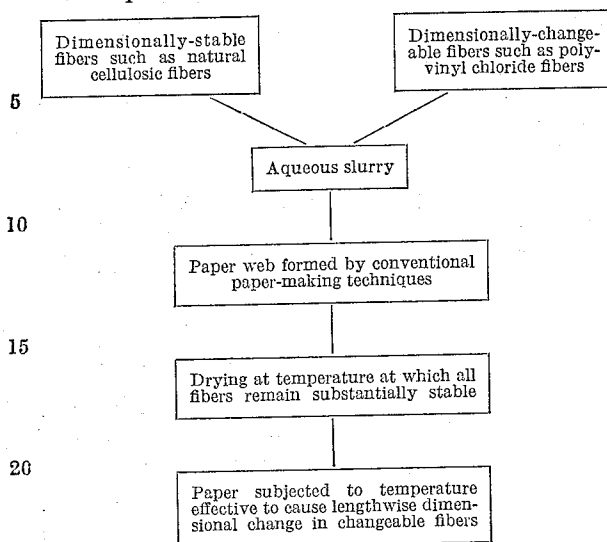 Dimensionally-stable
fibers such as natural
cellulosic fibers
Dimensionally-change-
able fibers such as poly-
vinyl chloride fibers
5
Aqueous slurry
10
Paper web formed by conventional
paper-making techniques
15
Drying at temperature at which all
fibers remain substantially stable
20
Paper subjected to temperature
effective to cause lengthwise dimen-
sional change in changeable fibers